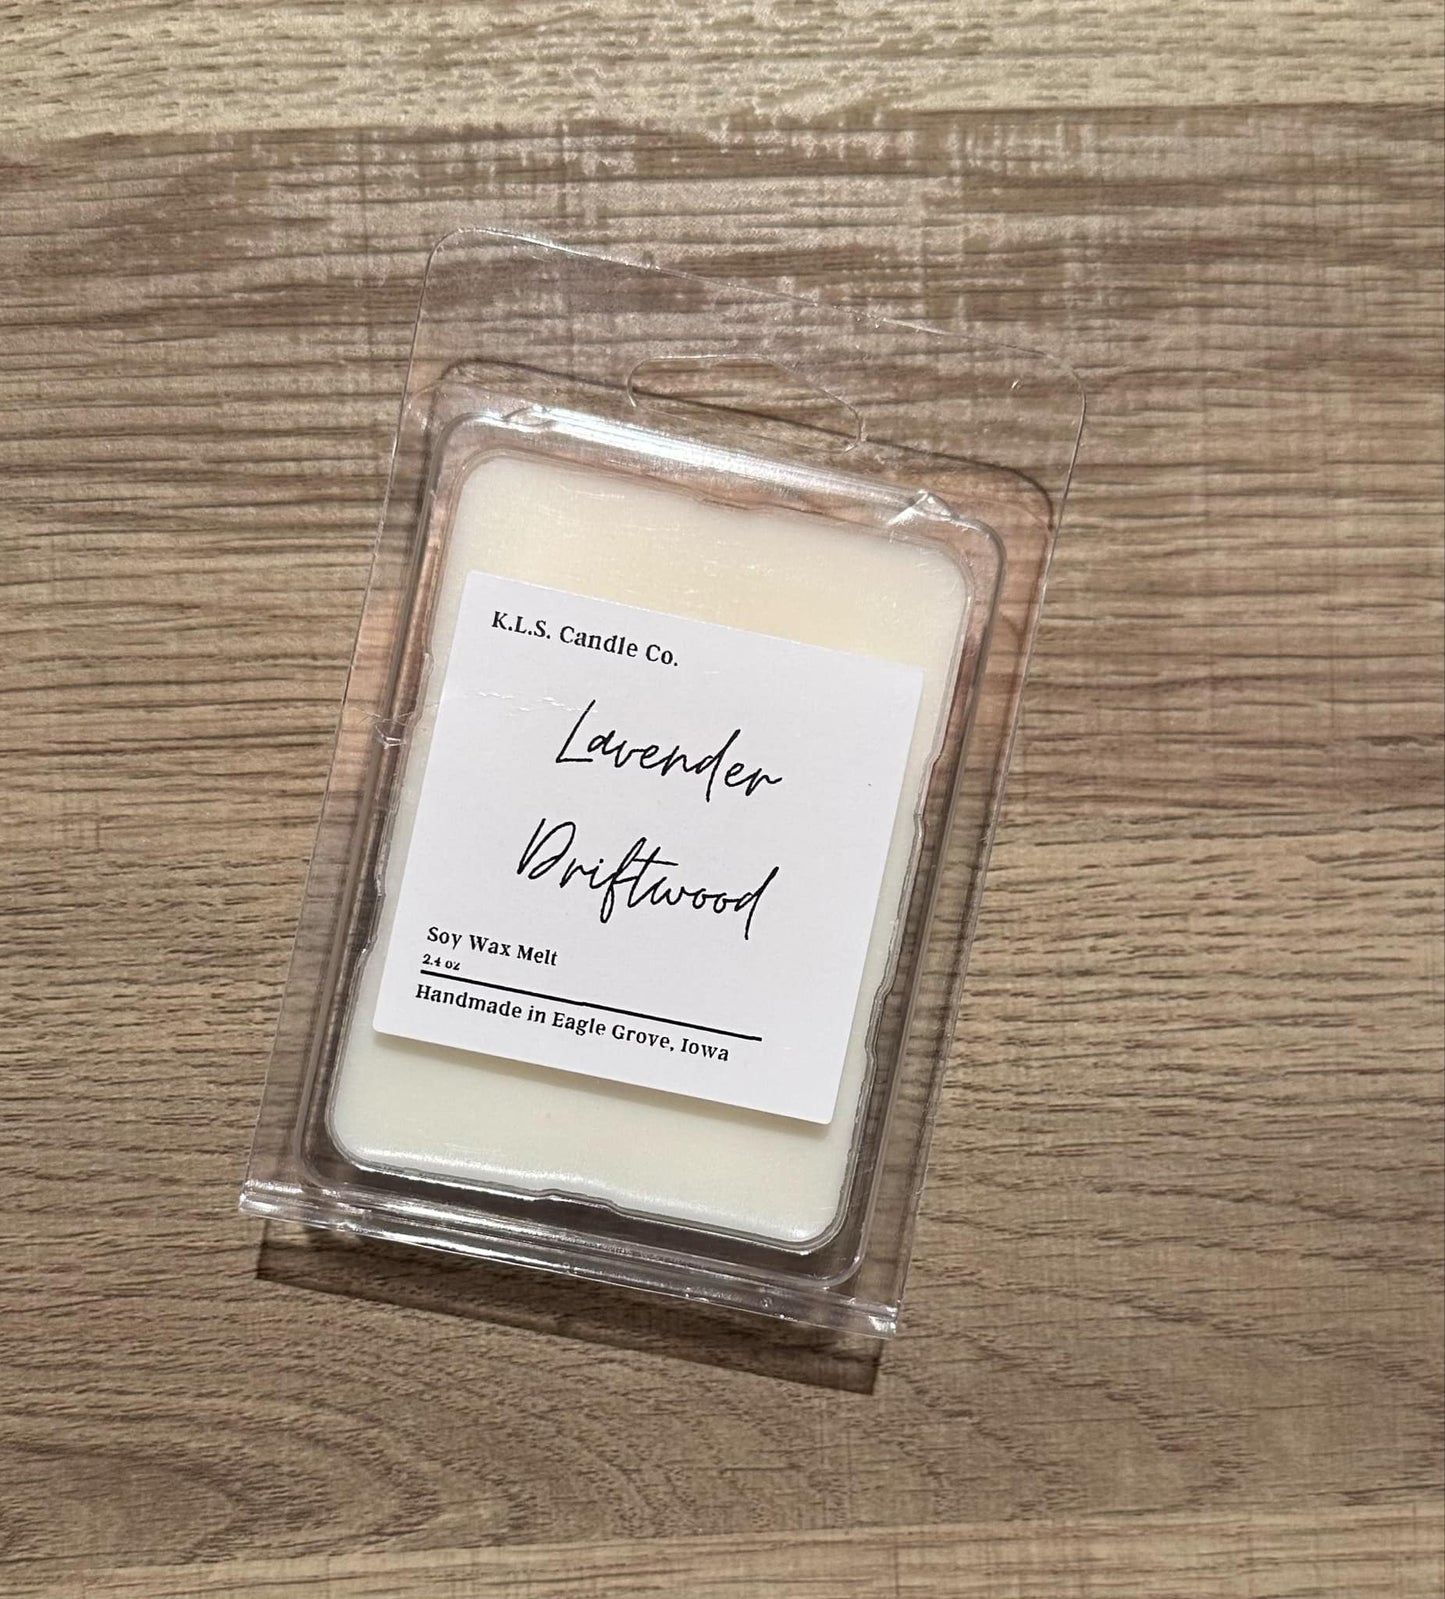 K.L.S. Candle Co.
Lavender
Driftwood
Soy Wax Melt
2.4 oz
Handmade in Eagle Grove, Iowa